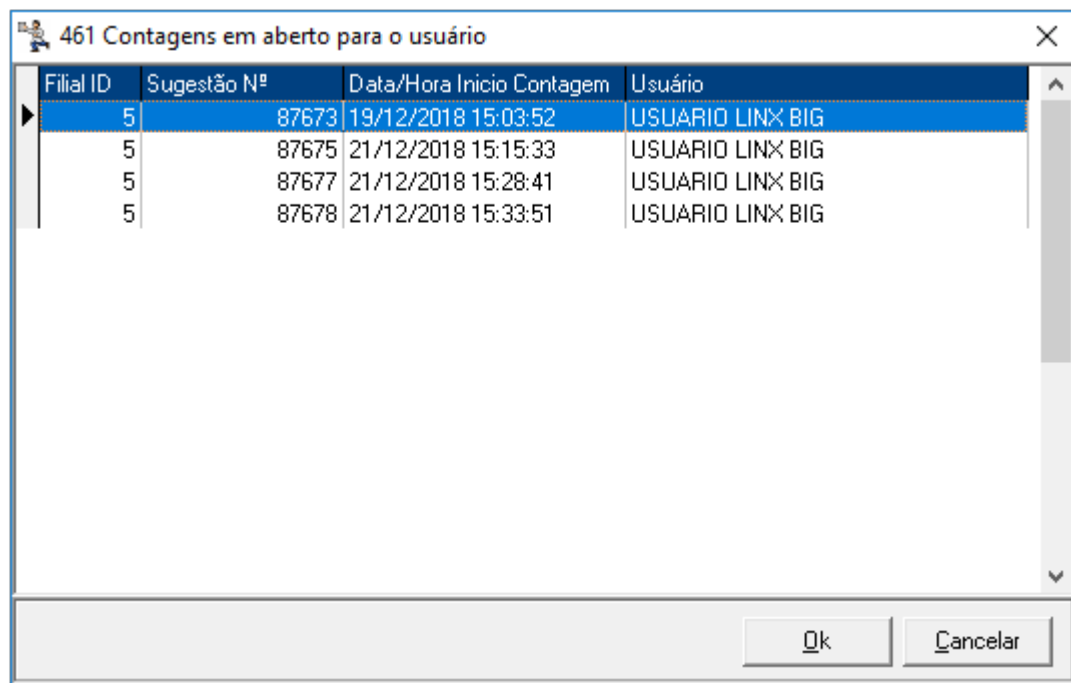 461 Contagens em aberto para o usuário
Filial ID Sugestão Nº Data/Hora Inicio Contagem Usuário
5 87673 19/12/2018 15:03:52 USUARIO LINX BIG
5 87675 21/12/2018 15:15:33 USUARIO LINX BIG
5 87677 21/12/2018 15:28:41 USUARIO LINX BIG
5 87678 21/12/2018 15:33:51 USUARIO LINX BIG
Ok Cancelar